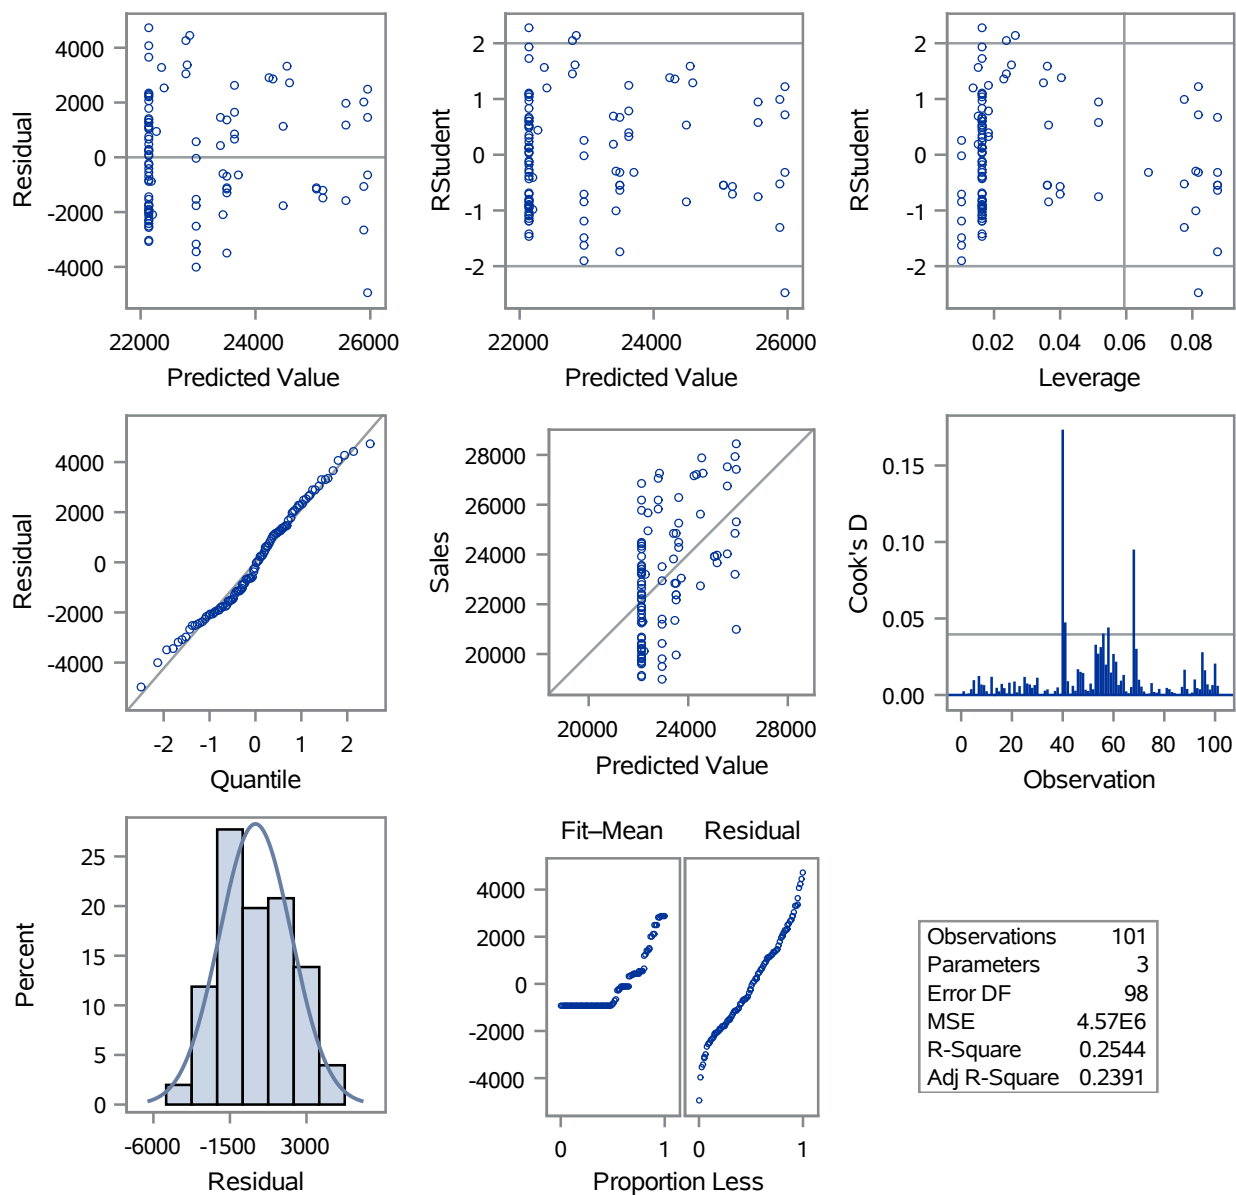 Residual
4000
2000
0
-2000
-4000
22000 24000 26000
Predicted Value
RStudent
2
1
0
-1
-2
22000 24000 26000
Predicted Value
RStudent
2
1
0
-1
-2
0.02 0.04 0.06 0.08
Leverage
Residual
4000
2000
0
-2000
-4000
-2 -1 0 1 2
Quantile
Sales
28000
26000
24000
22000
20000
20000 24000 28000
Predicted Value
Cook's D
0.15
0.10
0.05
0.00
0 20 40 60 80 100
Observation
Percent
25
20
15
10
5
0
-6000 -1500 3000
Residual
Fit–Mean Residual
4000
2000
0
-2000
-4000
0 1 0 1
Proportion Less
Observations 101
Parameters 3
Error DF 98
MSE 4.57E6
R-Square 0.2544
Adj R-Square 0.2391